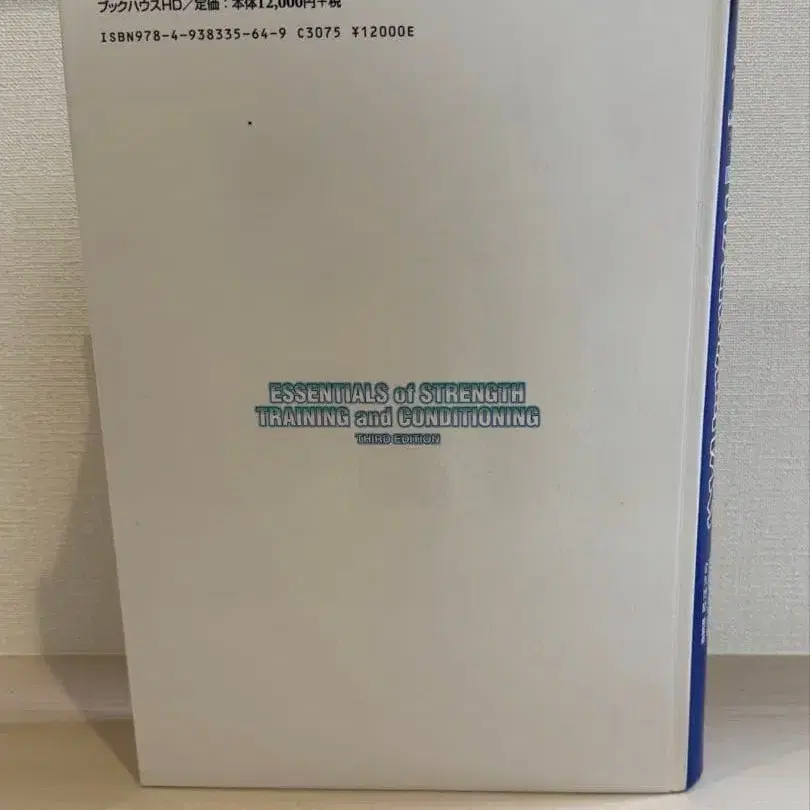 ブックハウスHD／定価：本体12,000円＋税
ISBN978-4-938335-64-9 C3075 ¥12000E
ESSENTIALS of STRENGTH
TRAINING and CONDITIONING
THIRD EDITION